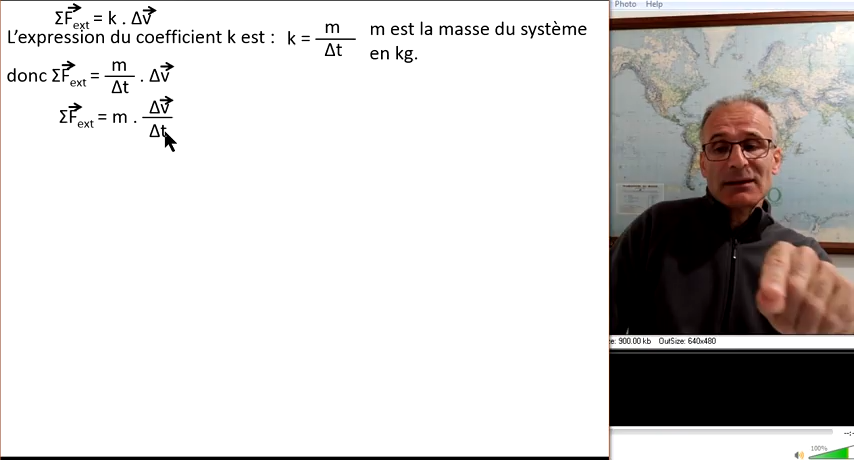 ΣF⃗ext = k . Δv⃗
L'expression du coefficient k est : k = m/Δt m est la masse du système
en kg.
donc ΣF⃗ext = m/Δt . Δv⃗
ΣF⃗ext = m . Δv⃗/Δt
Photo Help
e: 900.00 kb OutSize: 640x480
--:-
100%